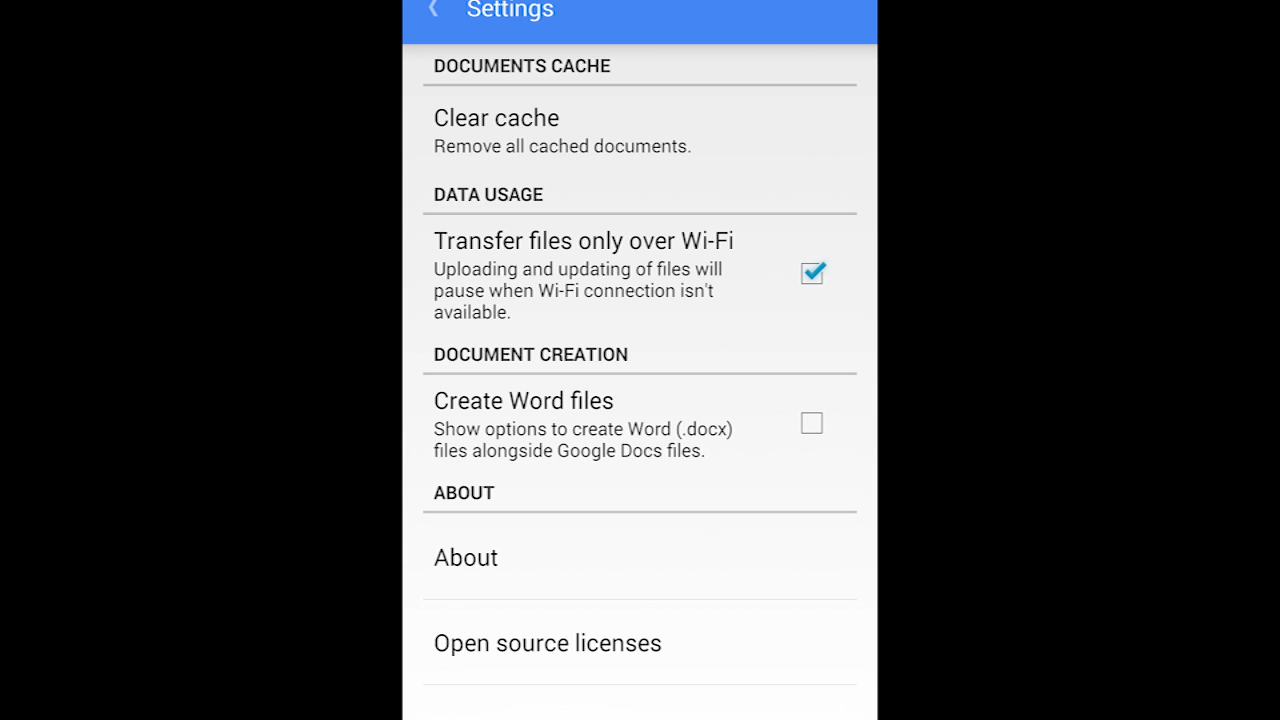 Settings
DOCUMENTS CACHE
Clear cache
Remove all cached documents.
DATA USAGE
Transfer files only over Wi-Fi
Uploading and updating of files will
pause when Wi-Fi connection isn't
available.
DOCUMENT CREATION
Create Word files
Show options to create Word (.docx)
files alongside Google Docs files.
ABOUT
About
Open source licenses